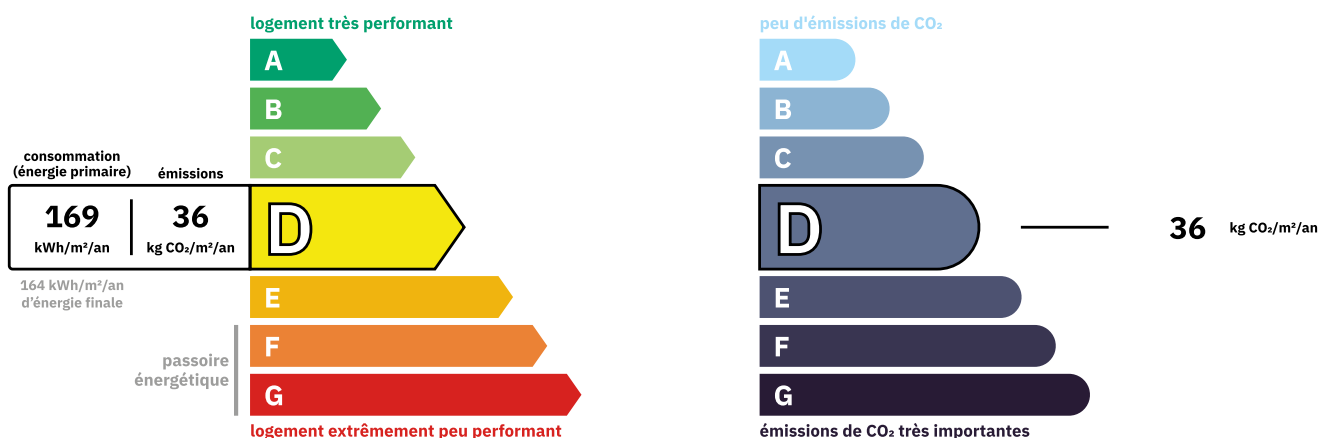 logement très performant
A
B
C
consommation
(énergie primaire)
émissions
169
kWh/m²/an
36
kg CO₂/m²/an
D
164 kWh/m²/an
d'énergie finale
E
passoire
énergétique
F
G
logement extrêmement peu performant
peu d'émissions de CO₂
A
B
C
D
36
kg CO₂/m²/an
E
F
G
émissions de CO₂ très importantes